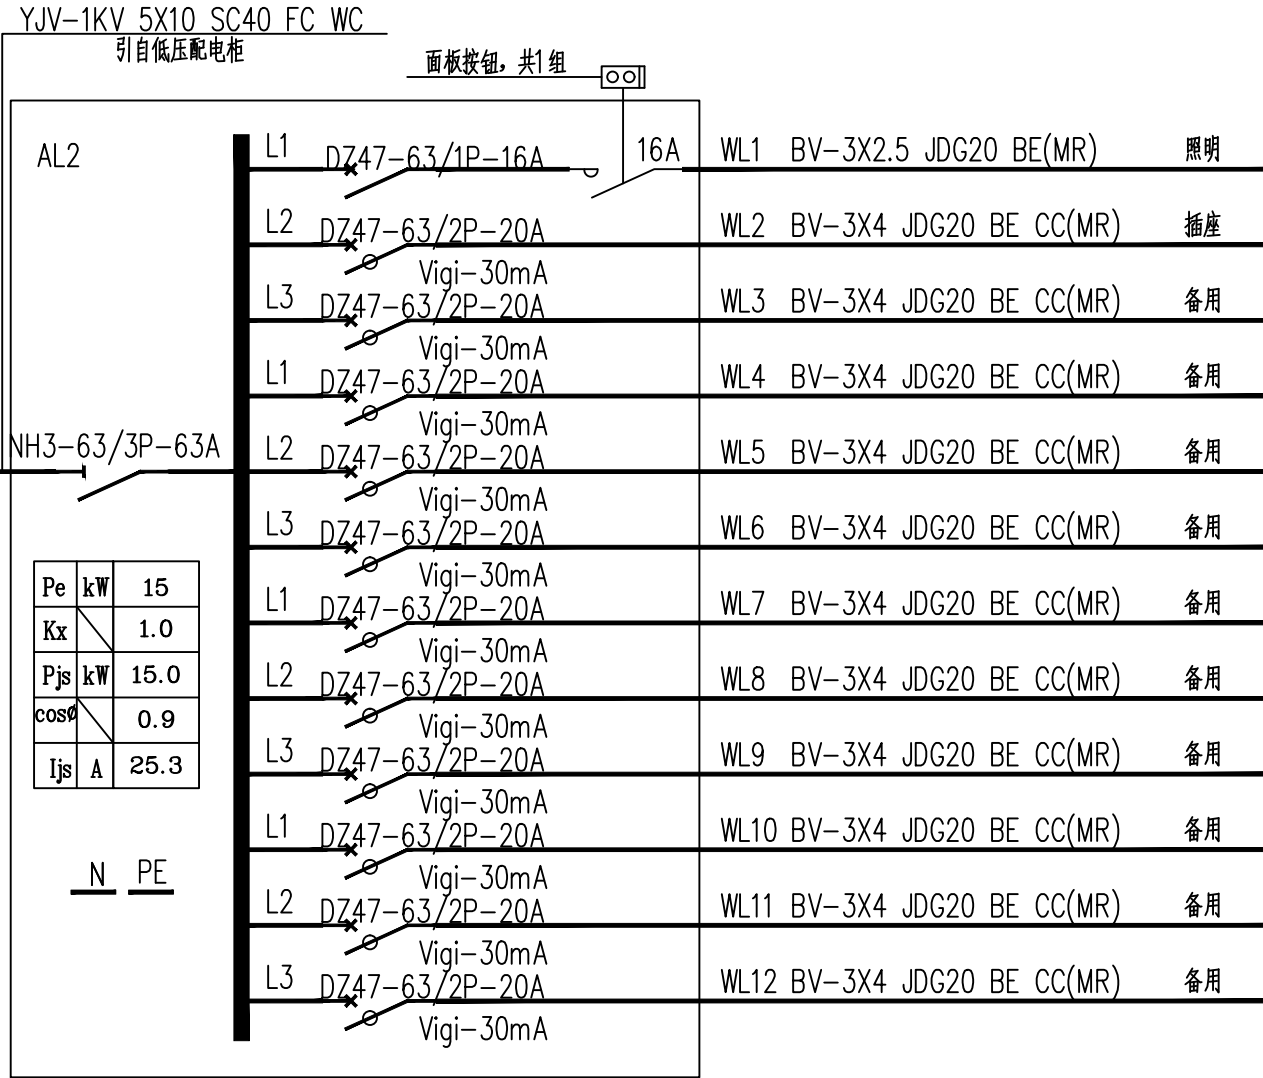 YJV-1KV 5X10 SC40 FC WC
引自低压配电柜
面板按钮，共1组
AL2
L1 DZ47-63/1P-16A 16A WL1 BV-3X2.5 JDG20 BE(MR) 照明
L2 DZ47-63/2P-20A WL2 BV-3X4 JDG20 BE CC(MR) 插座
Vigi-30mA
L3 DZ47-63/2P-20A WL3 BV-3X4 JDG20 BE CC(MR) 备用
Vigi-30mA
L1 DZ47-63/2P-20A WL4 BV-3X4 JDG20 BE CC(MR) 备用
Vigi-30mA
NH3-63/3P-63A L2 DZ47-63/2P-20A WL5 BV-3X4 JDG20 BE CC(MR) 备用
Vigi-30mA
L3 DZ47-63/2P-20A WL6 BV-3X4 JDG20 BE CC(MR) 备用
Vigi-30mA
L1 DZ47-63/2P-20A WL7 BV-3X4 JDG20 BE CC(MR) 备用
Vigi-30mA
L2 DZ47-63/2P-20A WL8 BV-3X4 JDG20 BE CC(MR) 备用
Vigi-30mA
L3 DZ47-63/2P-20A WL9 BV-3X4 JDG20 BE CC(MR) 备用
Vigi-30mA
L1 DZ47-63/2P-20A WL10 BV-3X4 JDG20 BE CC(MR) 备用
Vigi-30mA
L2 DZ47-63/2P-20A WL11 BV-3X4 JDG20 BE CC(MR) 备用
Vigi-30mA
L3 DZ47-63/2P-20A WL12 BV-3X4 JDG20 BE CC(MR) 备用
Vigi-30mA
Pe kW 15
Kx 1.0
Pjs kW 15.0
cosø 0.9
Ijs A 25.3
N PE